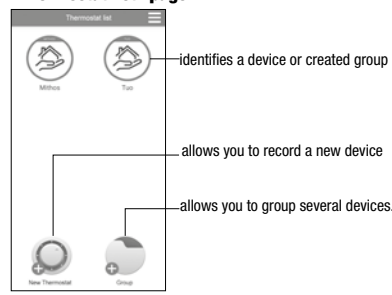 Thermostat list
identifies a device or created group
Mithos
Tuo
allows you to record a new device
allows you to group several devices.
New Thermostat
Group